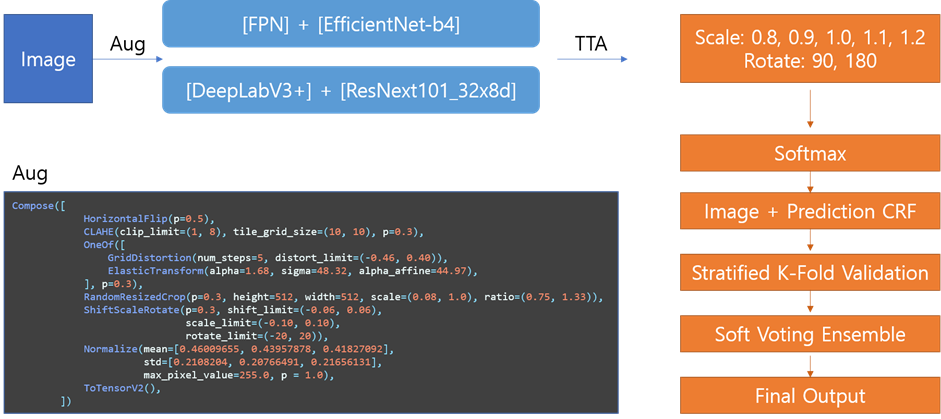 Image
Aug
[FPN] + [EfficientNet-b4]
[DeepLabV3+] + [ResNext101_32x8d]
TTA
Scale: 0.8, 0.9, 1.0, 1.1, 1.2
Rotate: 90, 180
Softmax
Image + Prediction CRF
Stratified K-Fold Validation
Soft Voting Ensemble
Final Output
Aug
Compose([
HorizontalFlip(p=0.5),
CLAHE(clip_limit=(1, 8), tile_grid_size=(10, 10), p=0.3),
OneOf([
GridDistortion(num_steps=5, distort_limit=(-0.46, 0.40)),
ElasticTransform(alpha=1.68, sigma=48.32, alpha_affine=44.97),
], p=0.3),
RandomResizedCrop(p=0.3, height=512, width=512, scale=(0.08, 1.0), ratio=(0.75, 1.33)),
ShiftScaleRotate(p=0.3, shift_limit=(-0.06, 0.06),
scale_limit=(-0.10, 0.10),
rotate_limit=(-20, 20)),
Normalize(mean=[0.46009655, 0.43957878, 0.41827092],
std=[0.2108204, 0.20766491, 0.21656131],
max_pixel_value=255.0, p = 1.0),
ToTensorV2(),
])